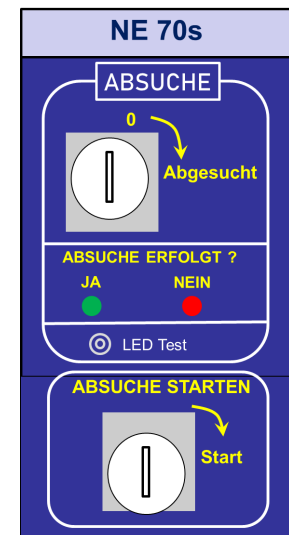 NE 70s
ABSUCHE
0
Abgesucht
ABSUCHE ERFOLGT ?
JA NEIN
LED Test
ABSUCHE STARTEN
Start